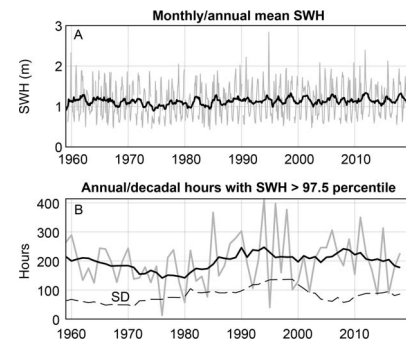 Monthly/annual mean SWH
3
A
2
SWH (m)
1
0
1960 1970 1980 1990 2000 2010
Annual/decadal hours with SWH > 97.5 percentile
400
B
300
Hours
200
100
SD
0
1960 1970 1980 1990 2000 2010